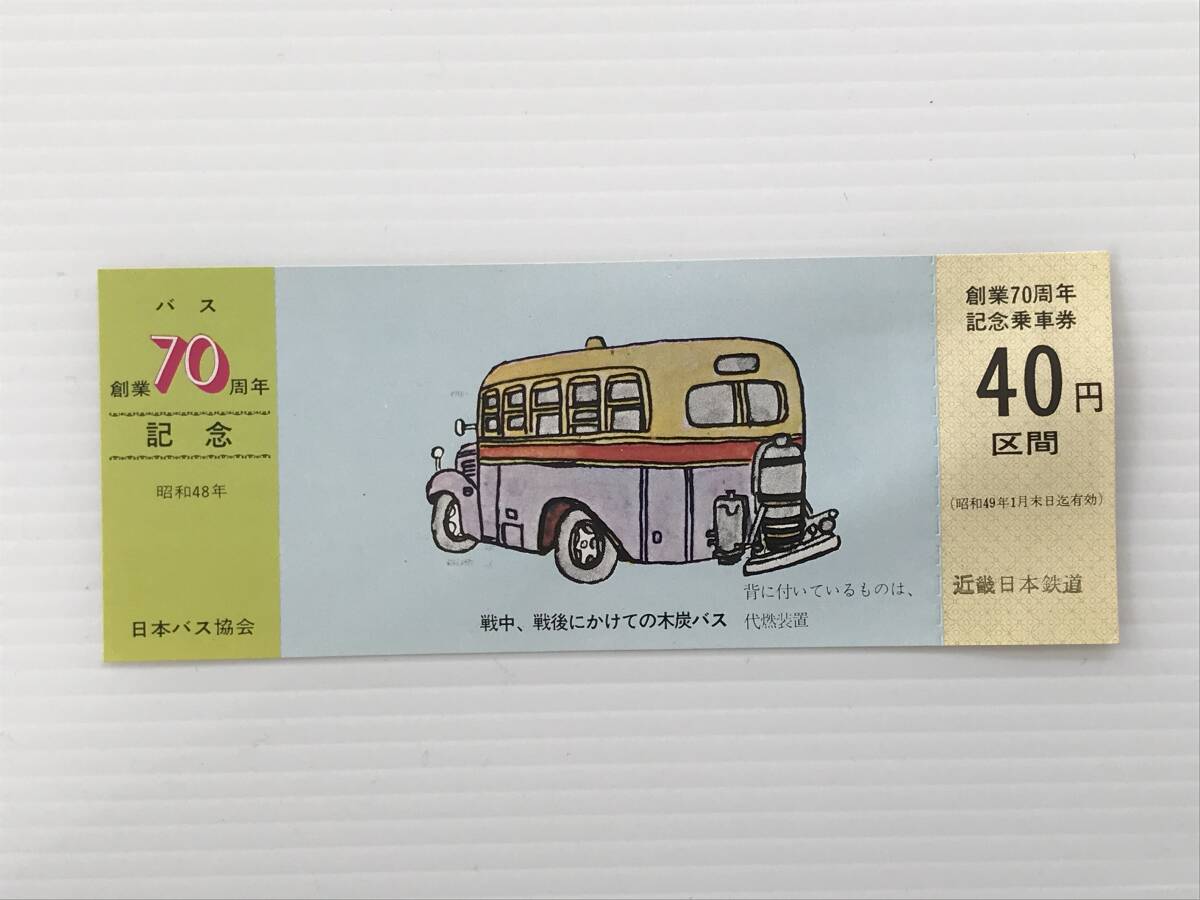 バス
創業70周年
記念
昭和48年
日本バス協会
戦中、戦後にかけての木炭バス
背に付いているものは、
代燃装置
創業70周年
記念乗車券
40円
区間
(昭和49年1月末日迄有効)
近畿日本鉄道